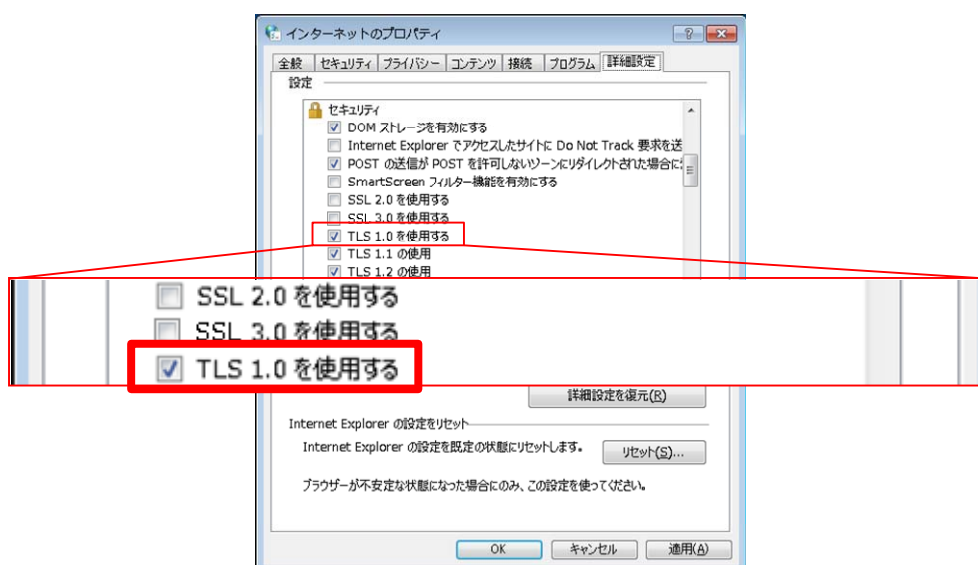 インターネットのプロパティ
全般 セキュリティ プライバシー コンテンツ 接続 プログラム 詳細設定
設定
セキュリティ
DOM ストレージを有効にする
Internet Explorer でアクセスしたサイトに Do Not Track 要求を送
POST の送信が POST を許可しないゾーンにリダイレクトされた場合に
SmartScreen フィルター機能を有効にする
SSL 2.0 を使用する
SSL 3.0 を使用する
TLS 1.0 を使用する
TLS 1.1 の使用
TLS 1.2 の使用
SSL 2.0 を使用する
SSL 3.0 を使用する
TLS 1.0 を使用する
詳細設定を復元(R)
Internet Explorer の設定をリセット
Internet Explorer の設定を既定の状態にリセットします。
リセット(S)...
ブラウザーが不安定な状態になった場合にのみ、この設定を使ってください。
OK キャンセル 適用(A)